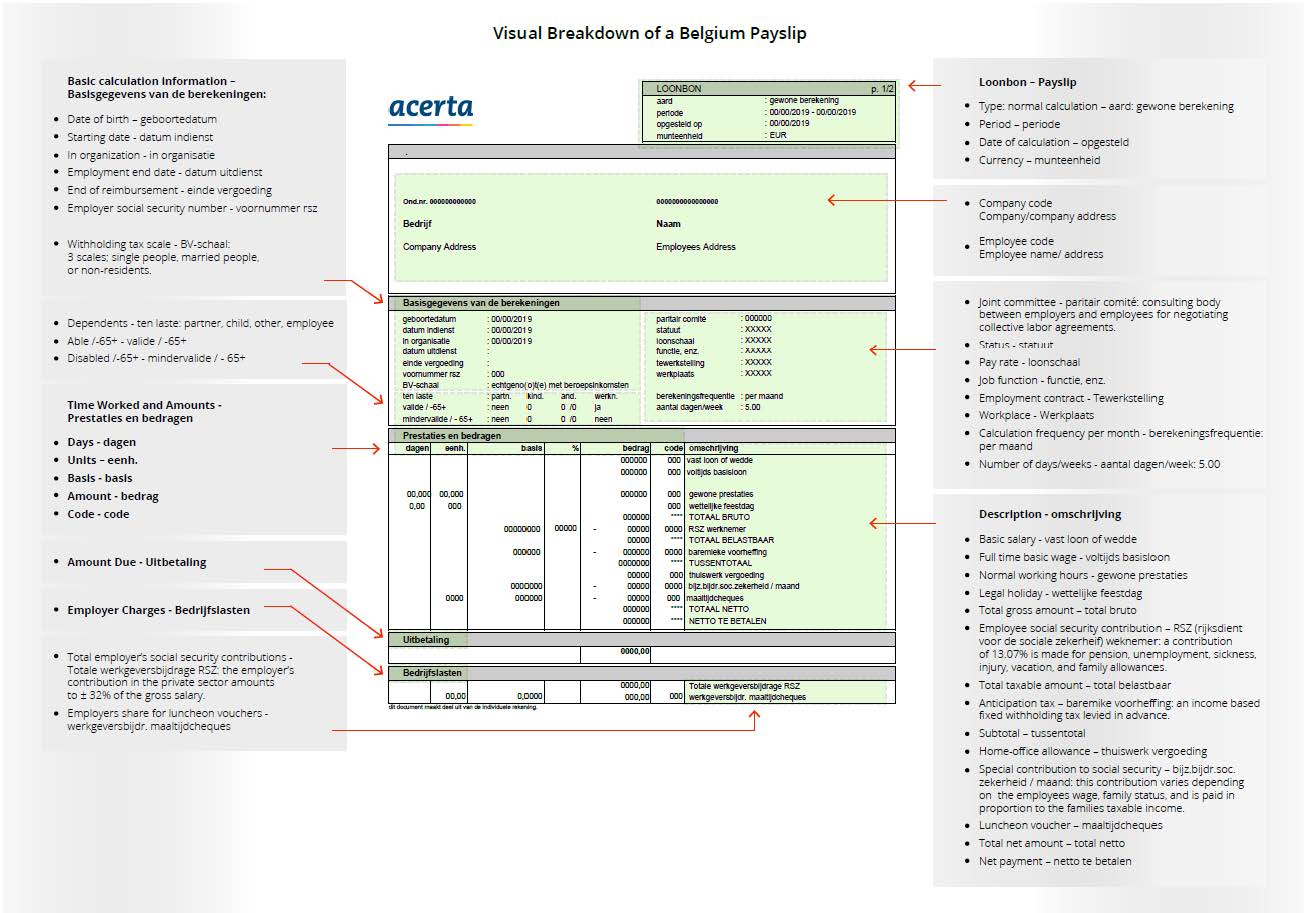 Visual Breakdown of a Belgium Payslip
Basic calculation information –
Basisgegevens van de berekeningen:
• Date of birth – geboortedatum
• Starting date - datum indienst
• In organization - in organisatie
• Employment end date - datum uitdienst
• End of reimbursement - einde vergoeding
• Employer social security number - voornummer rsz
• Withholding tax scale - BV-schaal:
3 scales; single people, married people,
or non-residents.
• Dependents - ten laste: partner, child, other, employee
• Able /-65+ - valide / -65+
• Disabled /-65+ - mindervalide / - 65+
Time Worked and Amounts -
Prestaties en bedragen
• Days - dagen
• Units – eenh.
• Basis - basis
• Amount - bedrag
• Code - code
• Amount Due - Uitbetaling
• Employer Charges - Bedrijfslasten
• Total employer's social security contributions -
Totale werkgeversbijdrage RSZ: the employer's
contribution in the private sector amounts
to ± 32% of the gross salary.
• Employers share for luncheon vouchers -
werkgeversbijdr. maaltijdcheques
acerta
LOONBON p. 1/2
aard : gewone berekening
periode : 00/00/2019 - 00/00/2019
opgesteld op : 00/00/2019
munteenheid : EUR
Ond.nr. 000000000000 0000000000000000
Bedrijf Naam
Company Address Employees Address
Basisgegevens van de berekeningen
geboortedatum : 00/00/2019 paritair comité : 000000
datum indienst : 00/00/2019 statuut : XXXXX
in organisatie : 00/00/2019 loonschaal : XXXXX
datum uitdienst : functie, enz. : XXXXX
einde vergoeding : tewerkstelling : XXXXX
voornummer rsz : 000 werkplaats : XXXXX
BV-schaal : echtgeno(o)t(e) met beroepsinkomsten
ten laste : partn. kind. and. werkn. berekeningsfrequentie : per maand
valide / -65+ : neen 0 0 /0 ja aantal dagen/week : 5.00
mindervalide / - 65+ : neen 0 0 /0 neen
Prestaties en bedragen
dagen eenh. basis % bedrag code omschrijving
000000 000 vast loon of wedde
000000 000 voltijds basisloon
00,000 00,000 000000 000 gewone prestaties
0,00 000 000 wettelijke feestdag
000000 **** TOTAAL BRUTO
00000000 00000 - 00000 0000 RSZ werknemer
00000 **** TOTAAL BELASTBAAR
000000 - 00000 0000 baremieke voorheffing
0000000 **** TUSSENTOTAAL
00000 000 thuiswerk vergoeding
0000000 - 00000 0000 bijz.bijdr.soc.zekerheid / maand
0000 000000 - 00000 000 maaltijdcheques
000000 **** TOTAAL NETTO
000000 **** NETTO TE BETALEN
Uitbetaling
0000,00
Bedrijfslasten
0000,00 Totale werkgeversbijdrage RSZ
00,00 0,0000 000,00 000 werkgeversbijdr. maaltijdcheques
dit document maakt deel uit van de individuele rekening.
Loonbon – Payslip
• Type: normal calculation – aard: gewone berekening
• Period – periode
• Date of calculation – opgesteld
• Currency – munteenheid
• Company code
Company/company address
• Employee code
Employee name/ address
• Joint committee - paritair comité: consulting body
between employers and employees for negotiating
collective labor agreements.
• Status - statuut
• Pay rate - loonschaal
• Job function - functie, enz.
• Employment contract - Tewerkstelling
• Workplace - Werkplaats
• Calculation frequency per month - berekeningsfrequentie:
per maand
• Number of days/weeks - aantal dagen/week: 5.00
Description - omschrijving
• Basic salary - vast loon of wedde
• Full time basic wage - voltijds basisloon
• Normal working hours - gewone prestaties
• Legal holiday - wettelijke feestdag
• Total gross amount – total bruto
• Employee social security contribution – RSZ (rijksdient
voor de sociale zekerheif) weknemer: a contribution
of 13.07% is made for pension, unemployment, sickness,
injury, vacation, and family allowances.
• Total taxable amount – total belastbaar
• Anticipation tax – baremike voorheffing: an income based
fixed withholding tax levied in advance.
• Subtotal – tussentotal
• Home-office allowance – thuiswerk vergoeding
• Special contribution to social security – bijz.bijdr.soc.
zekerheid / maand: this contribution varies depending
on the employees wage, family status, and is paid in
proportion to the families taxable income.
• Luncheon voucher – maaltijdcheques
• Total net amount – total netto
• Net payment – netto te betalen